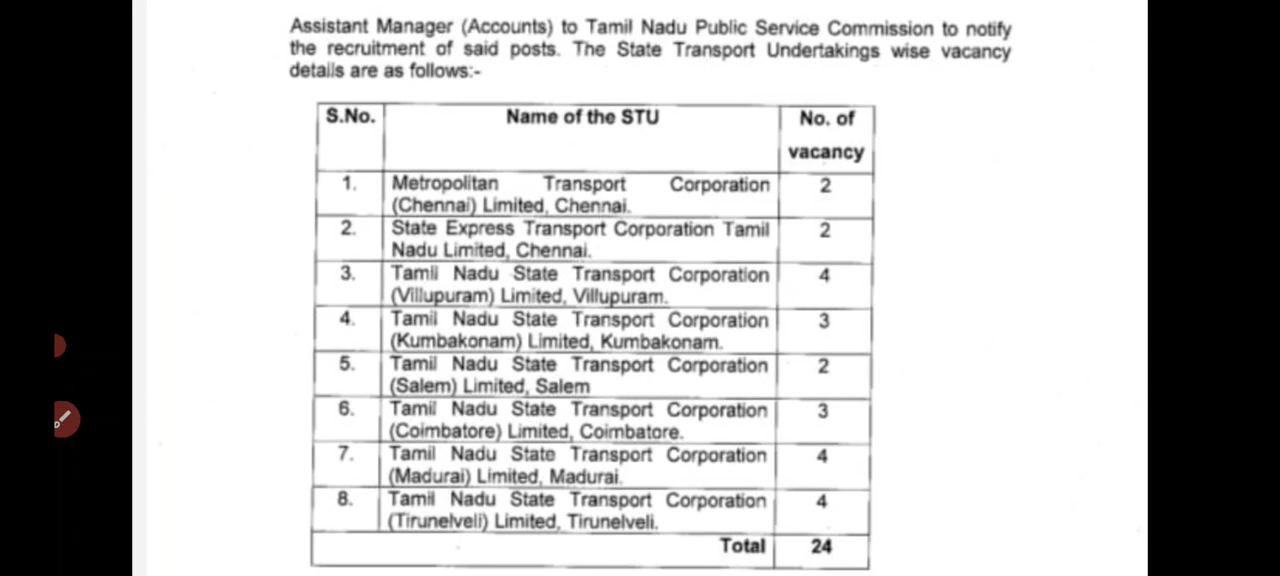 Assistant Manager (Accounts) to Tamil Nadu Public Service Commission to notify
the recruitment of said posts. The State Transport Undertakings wise vacancy
details are as follows:-
S.No. Name of the STU No. of
vacancy
1. Metropolitan Transport Corporation 2
(Chennai) Limited, Chennai.
2. State Express Transport Corporation Tamil 2
Nadu Limited, Chennai.
3. Tamil Nadu State Transport Corporation 4
(Villupuram) Limited, Villupuram.
4. Tamil Nadu State Transport Corporation 3
(Kumbakonam) Limited, Kumbakonam.
5. Tamil Nadu State Transport Corporation 2
(Salem) Limited, Salem
6. Tamil Nadu State Transport Corporation 3
(Coimbatore) Limited, Coimbatore.
7. Tamil Nadu State Transport Corporation 4
(Madurai) Limited, Madurai.
8. Tamil Nadu State Transport Corporation 4
(Tirunelveli) Limited, Tirunelveli.
Total 24